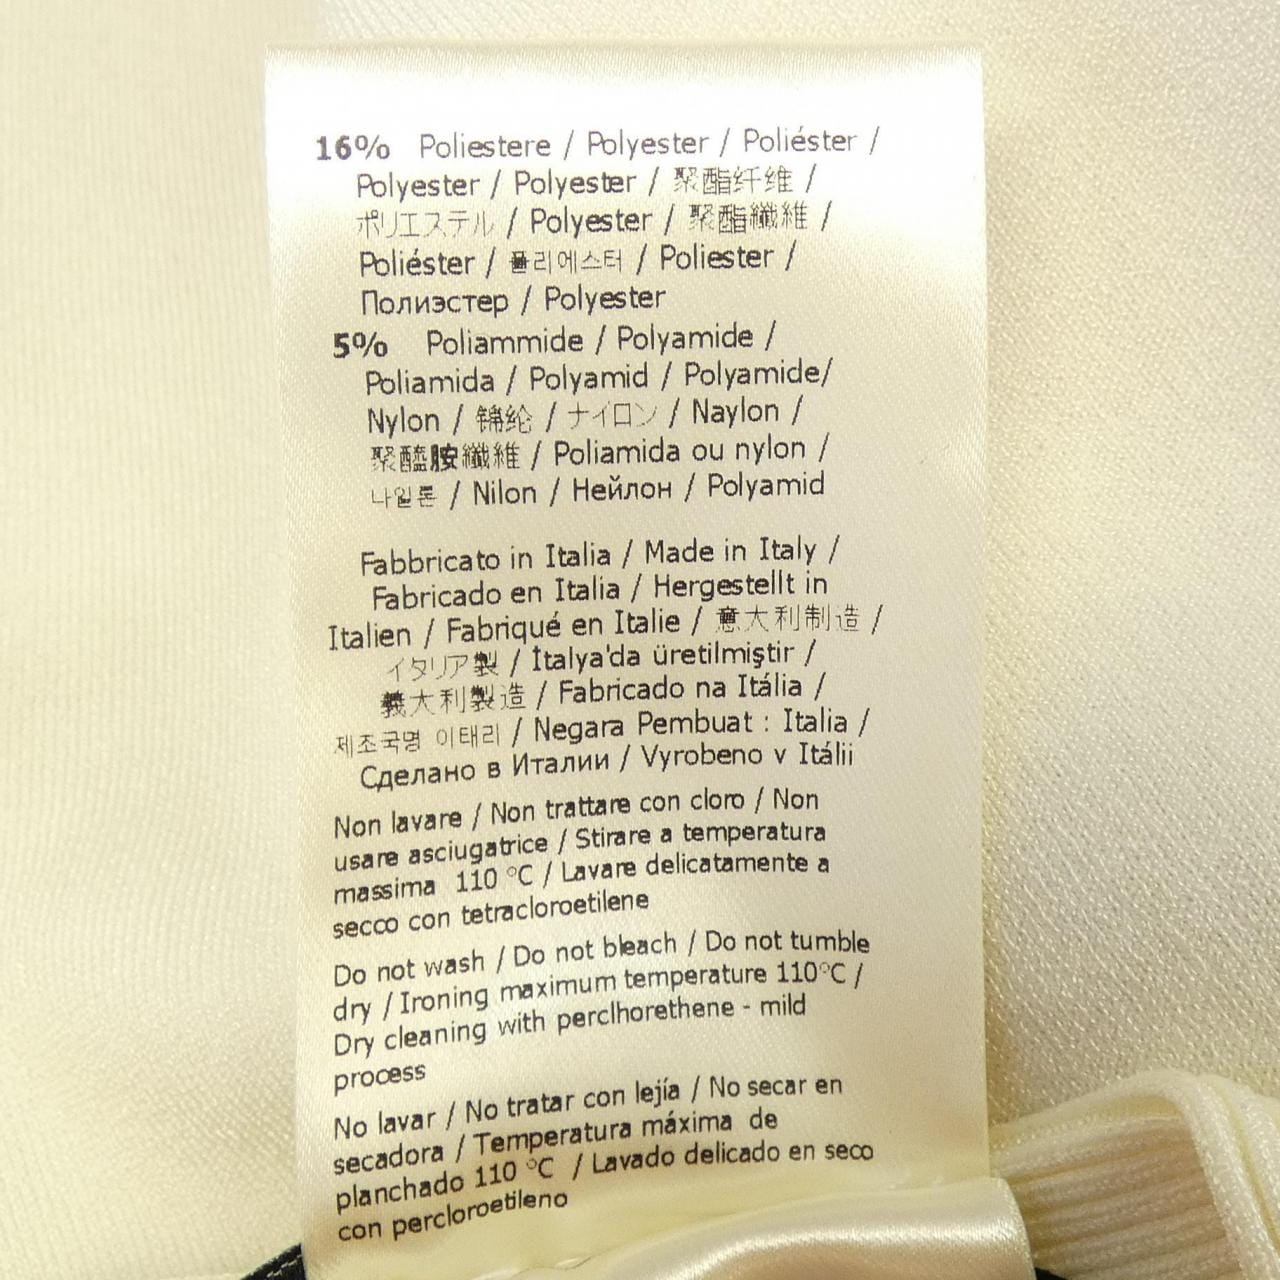 16% Poliestere / Polyester / Poliéster /
Polyester / Polyester / 聚酯纤维 /
ポリエステル / Polyester / 聚酯纖維 /
Poliéster / 폴리에스터 / Poliester /
Полиэстер / Polyester
5% Poliammide / Polyamide /
Poliamida / Polyamid / Polyamide/
Nylon / 锦纶 / ナイロン / Naylon /
聚醯胺纖維 / Poliamida ou nylon /
나일론 / Nilon / Нейлон / Polyamid
Fabbricato in Italia / Made in Italy /
Fabricado en Italia / Hergestellt in
Italien / Fabriqué en Italie / 意大利制造 /
イタリア製 / İtalya'da üretilmiştir /
義大利製造 / Fabricado na Itália /
제조국명 이태리 / Negara Pembuat : Italia /
Сделано в Италии / Vyrobeno v Itálii
Non lavare / Non trattare con cloro / Non
usare asciugatrice / Stirare a temperatura
massima 110 °C / Lavare delicatamente a
secco con tetracloroetilene
Do not wash / Do not bleach / Do not tumble
dry / Ironing maximum temperature 110°C /
Dry cleaning with perclhorethene - mild
process
No lavar / No tratar con lejía / No secar en
secadora / Temperatura máxima de
planchado 110 °C / Lavado delicado en seco
con percloroetileno